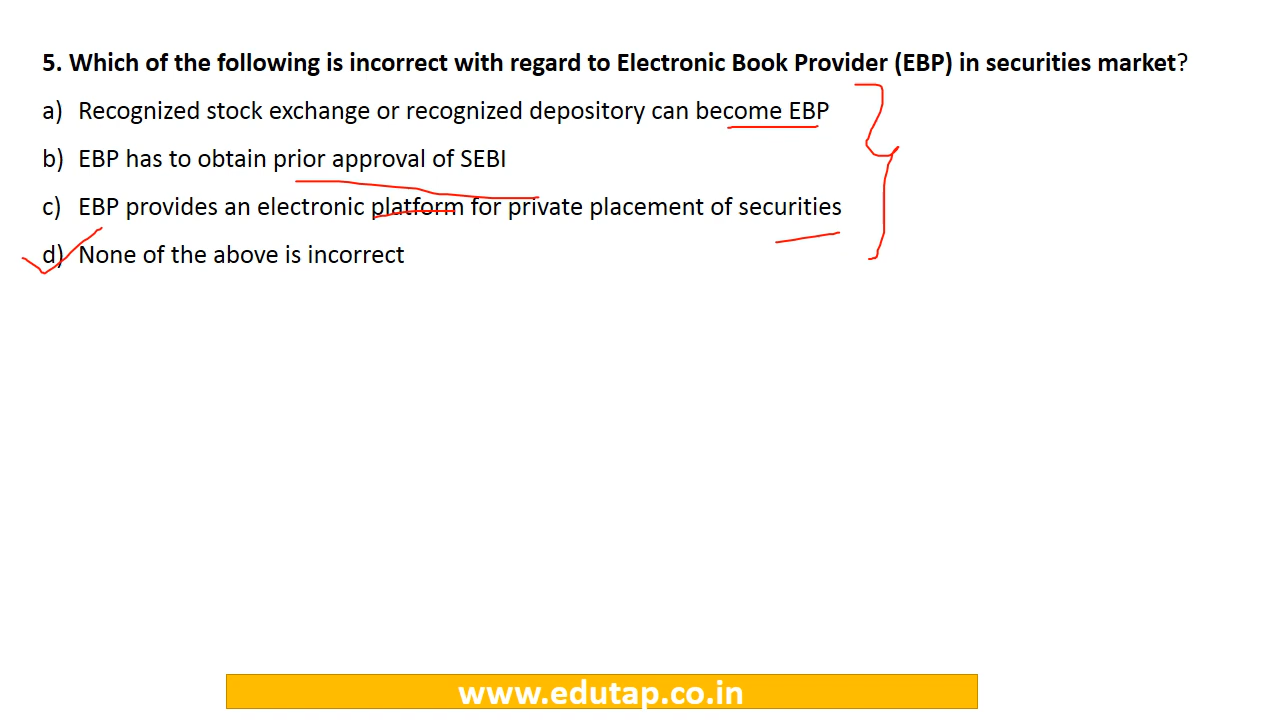 5. Which of the following is incorrect with regard to Electronic Book Provider (EBP) in securities market?
a) Recognized stock exchange or recognized depository can become EBP
b) EBP has to obtain prior approval of SEBI
c) EBP provides an electronic platform for private placement of securities
d) None of the above is incorrect
www.edutap.co.in